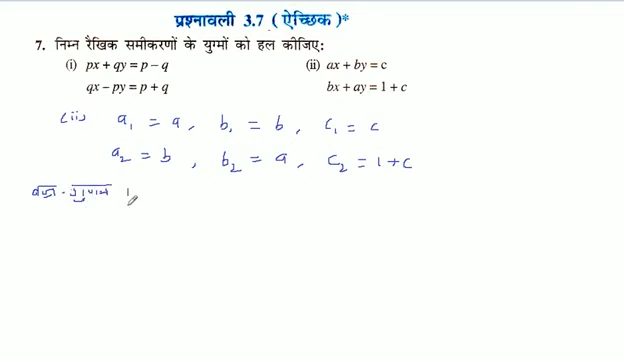 प्रश्नावली 3.7 (ऐच्छिक)*
7. निम्न रैखिक समीकरणों के युग्मों को हल कीजिए:
(i) px + qy = p – q (ii) ax + by = c
qx – py = p + q bx + ay = 1 + c
(ii) a₁ = a, b₁ = b, c₁ = c
a₂ = b, b₂ = a, c₂ = 1 + c
वज्र - गुणन